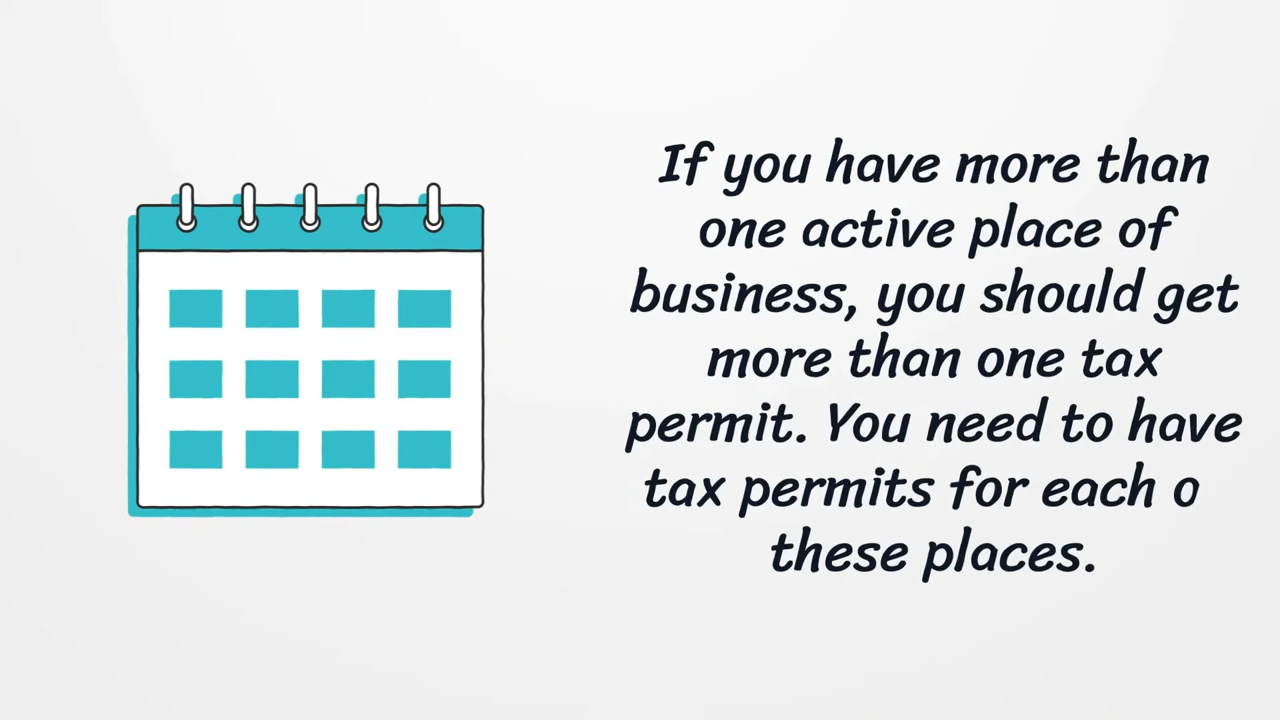 If you have more than
one active place of
business, you should get
more than one tax
permit. You need to have
tax permits for each o
these places.